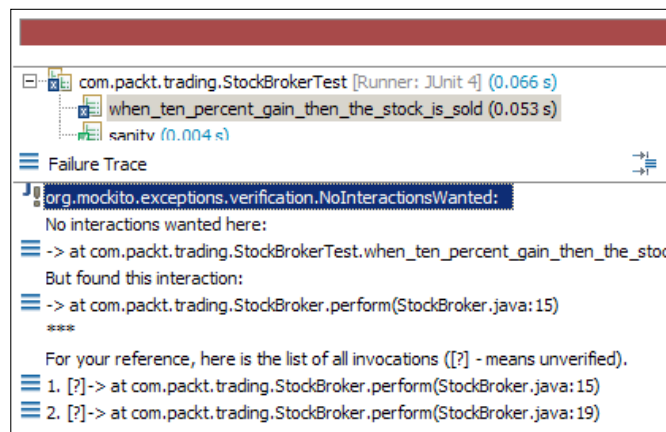 com.packt.trading.StockBrokerTest [Runner: JUnit 4] (0.066 s)
when_ten_percent_gain_then_the_stock_is_sold (0.053 s)
sanity (0.004 s)
Failure Trace
org.mockito.exceptions.verification.NoInteractionsWanted:
No interactions wanted here:
-> at com.packt.trading.StockBrokerTest.when_ten_percent_gain_then_the_stoc
But found this interaction:
-> at com.packt.trading.StockBroker.perform(StockBroker.java:15)
***
For your reference, here is the list of all invocations ([?] - means unverified).
1. [?]-> at com.packt.trading.StockBroker.perform(StockBroker.java:15)
2. [?]-> at com.packt.trading.StockBroker.perform(StockBroker.java:19)